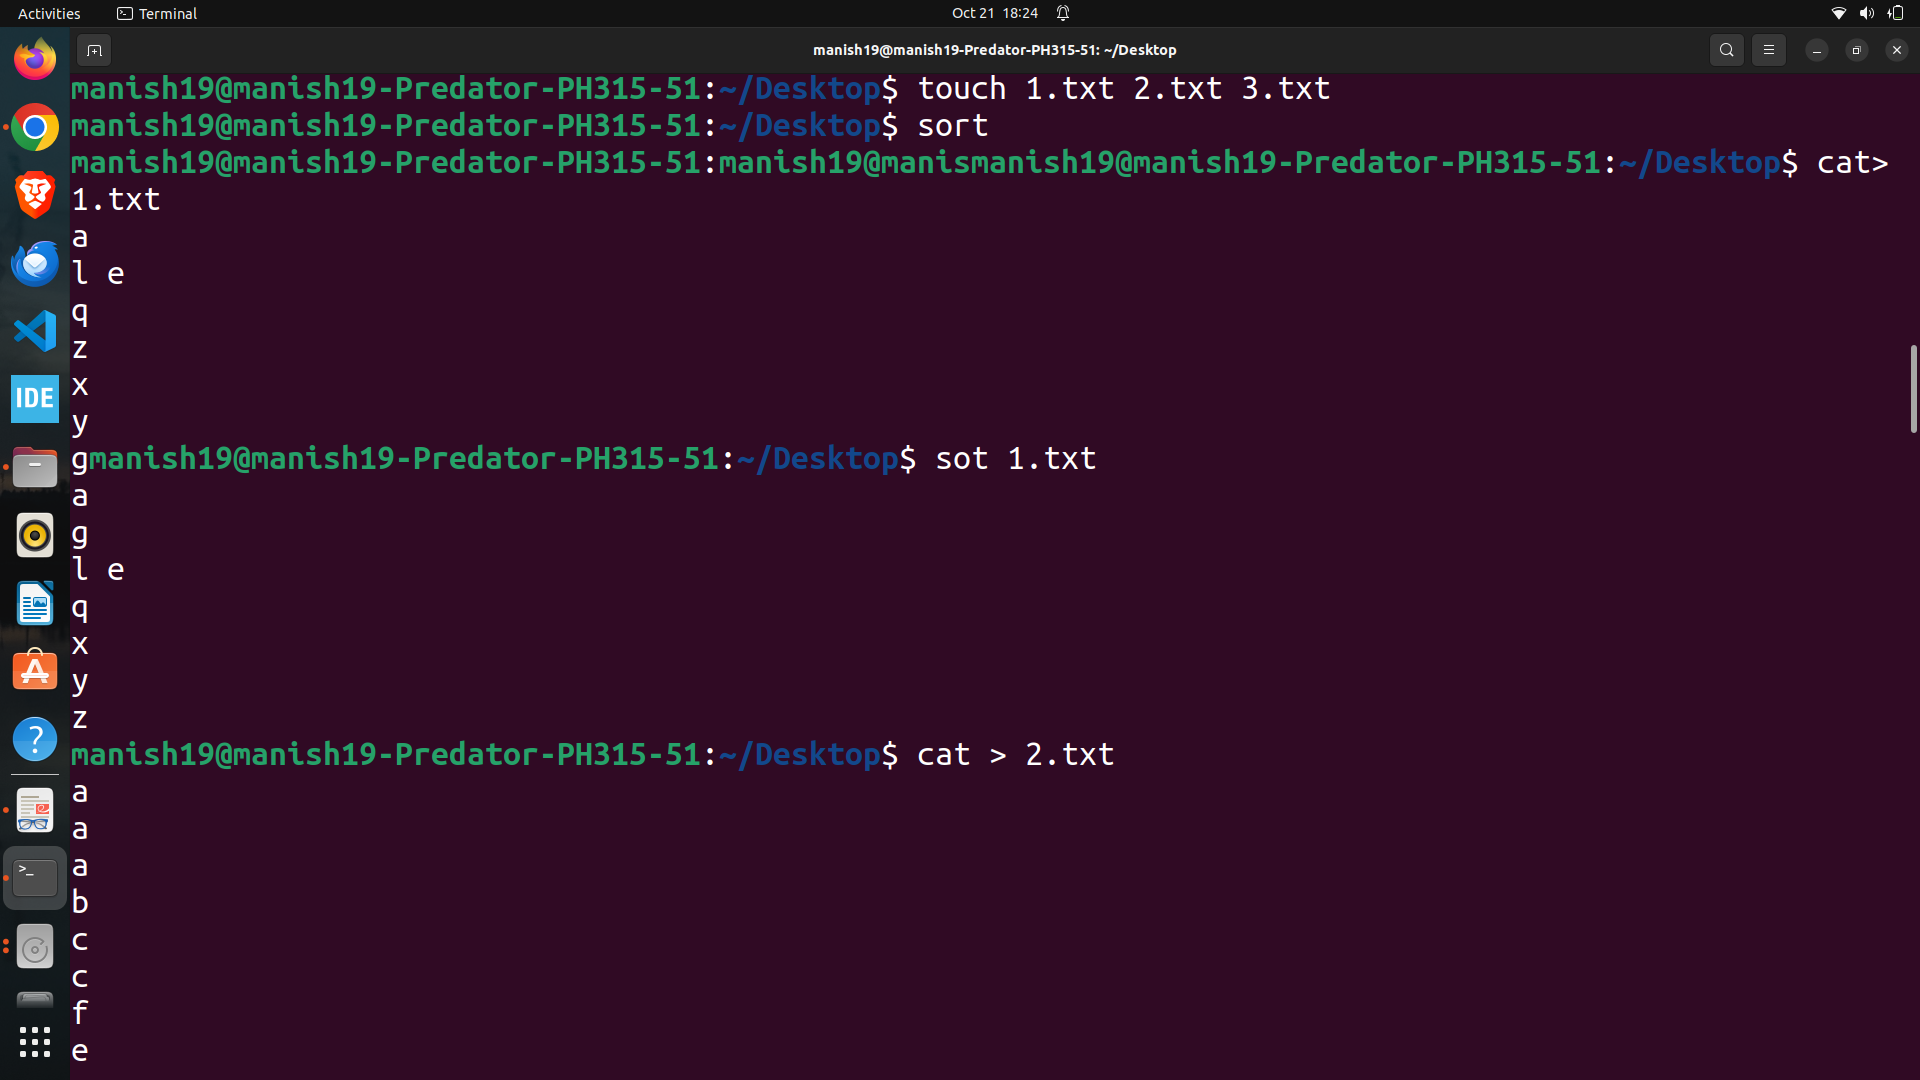 Activities
Terminal
Oct 21 18:24
manish19@manish19-Predator-PH315-51: ~/Desktop
manish19@manish19-Predator-PH315-51:~/Desktop$ touch 1.txt 2.txt 3.txt
manish19@manish19-Predator-PH315-51:~/Desktop$ sort
manish19@manish19-Predator-PH315-51:manish19@manismanish19@manish19-Predator-PH315-51:~/Desktop$ cat>
1.txt
a
l e
q
z
x
y
gmanish19@manish19-Predator-PH315-51:~/Desktop$ sot 1.txt
a
g
l e
q
x
y
z
manish19@manish19-Predator-PH315-51:~/Desktop$ cat > 2.txt
a
a
a
b
c
c
f
e
IDE
?
>_